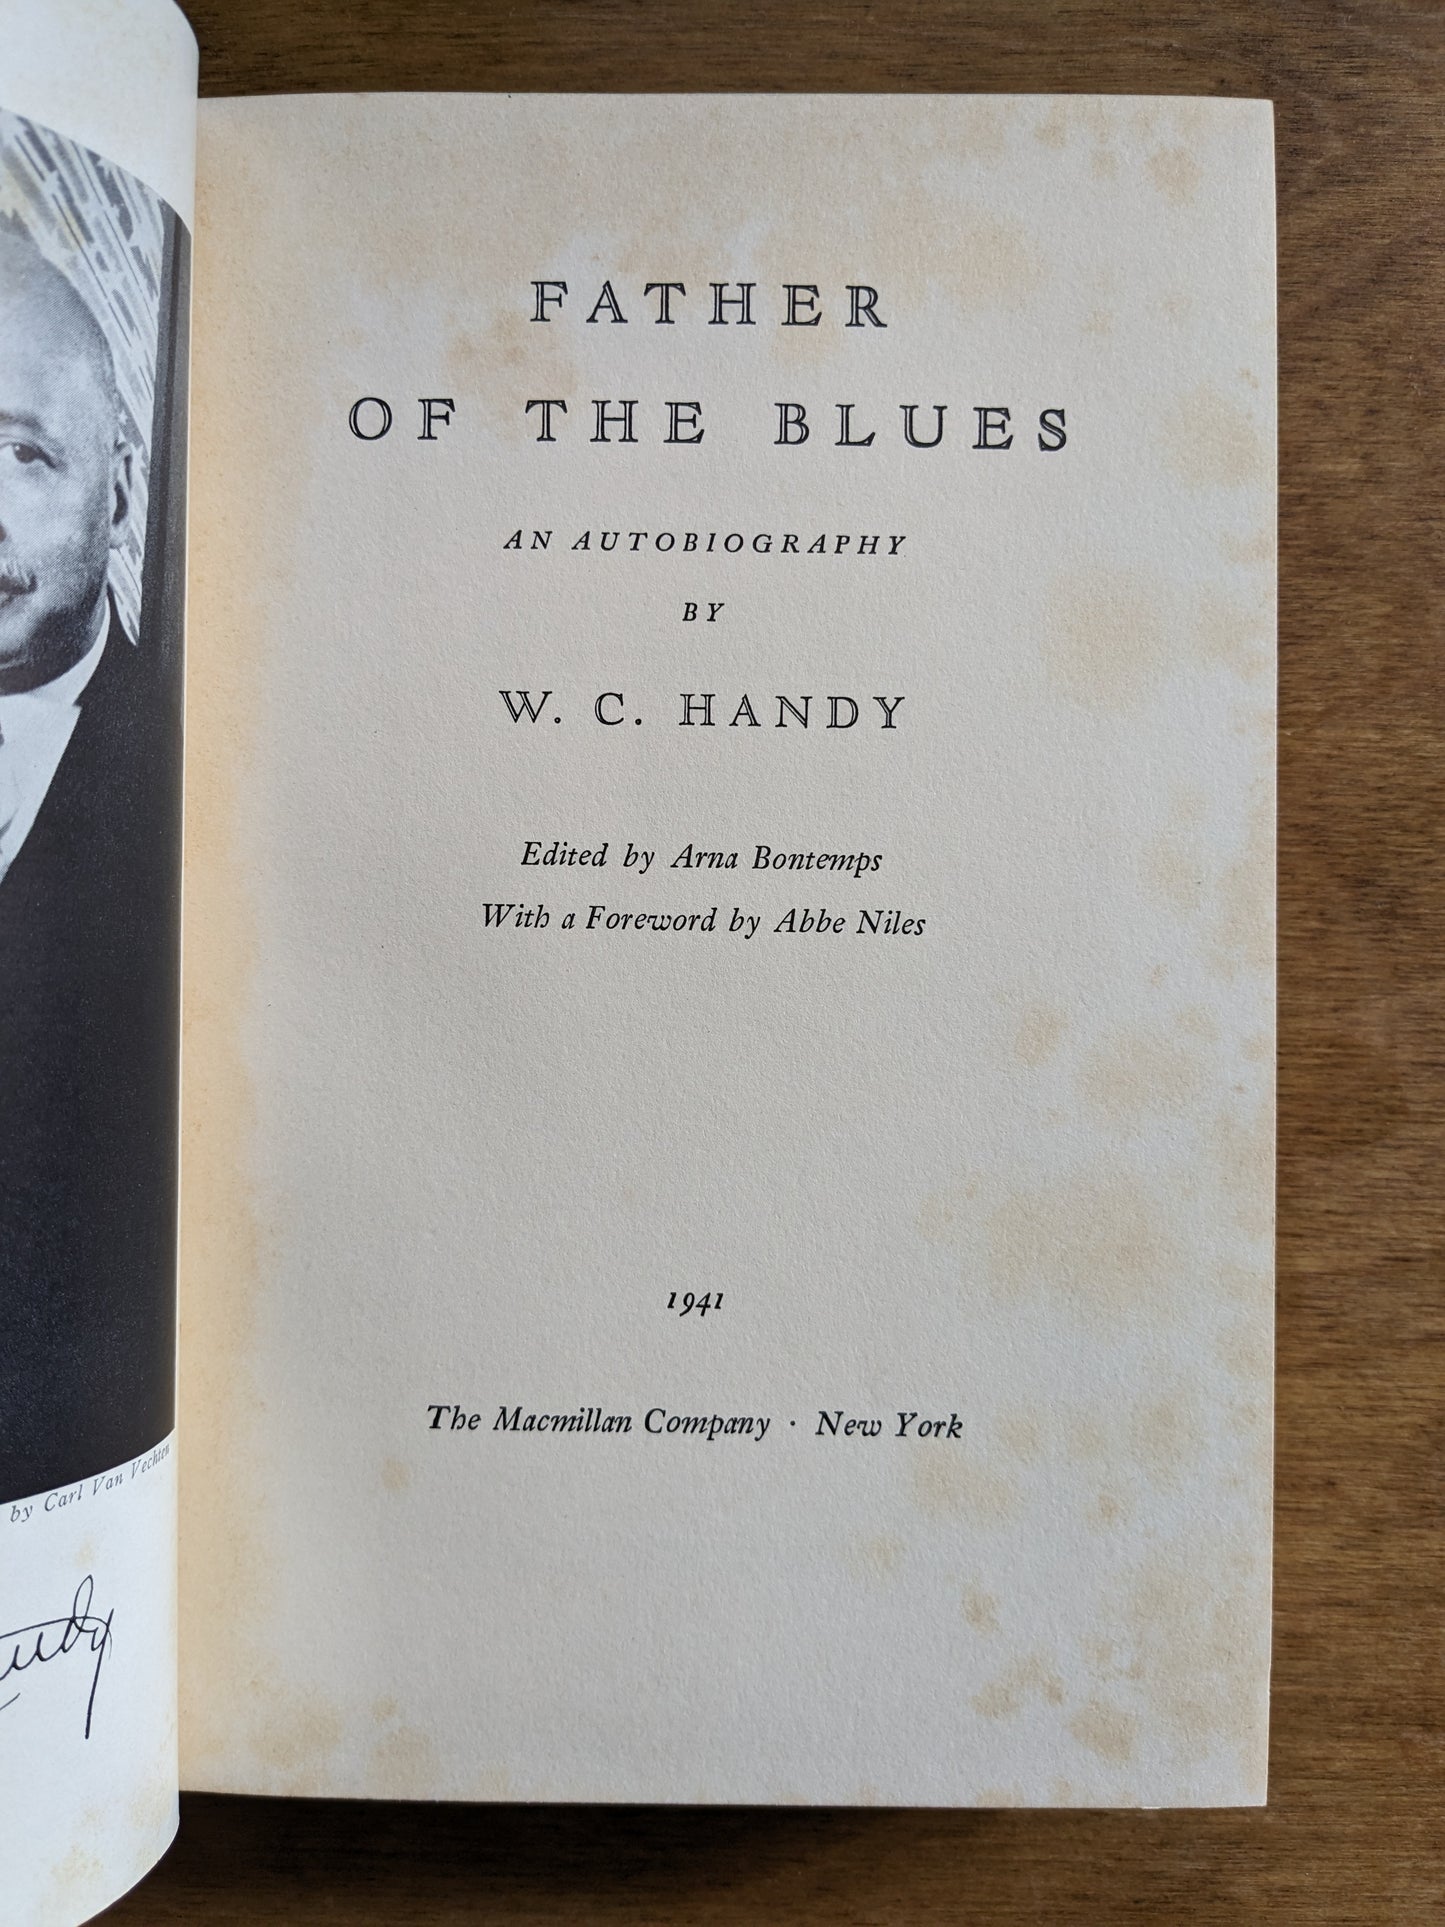 by Carl Van Vechten
FATHER
OF THE BLUES
AN AUTOBIOGRAPHY
BY
W. C. HANDY
Edited by Arna Bontemps
With a Foreword by Abbe Niles
1941
The Macmillan Company · New York